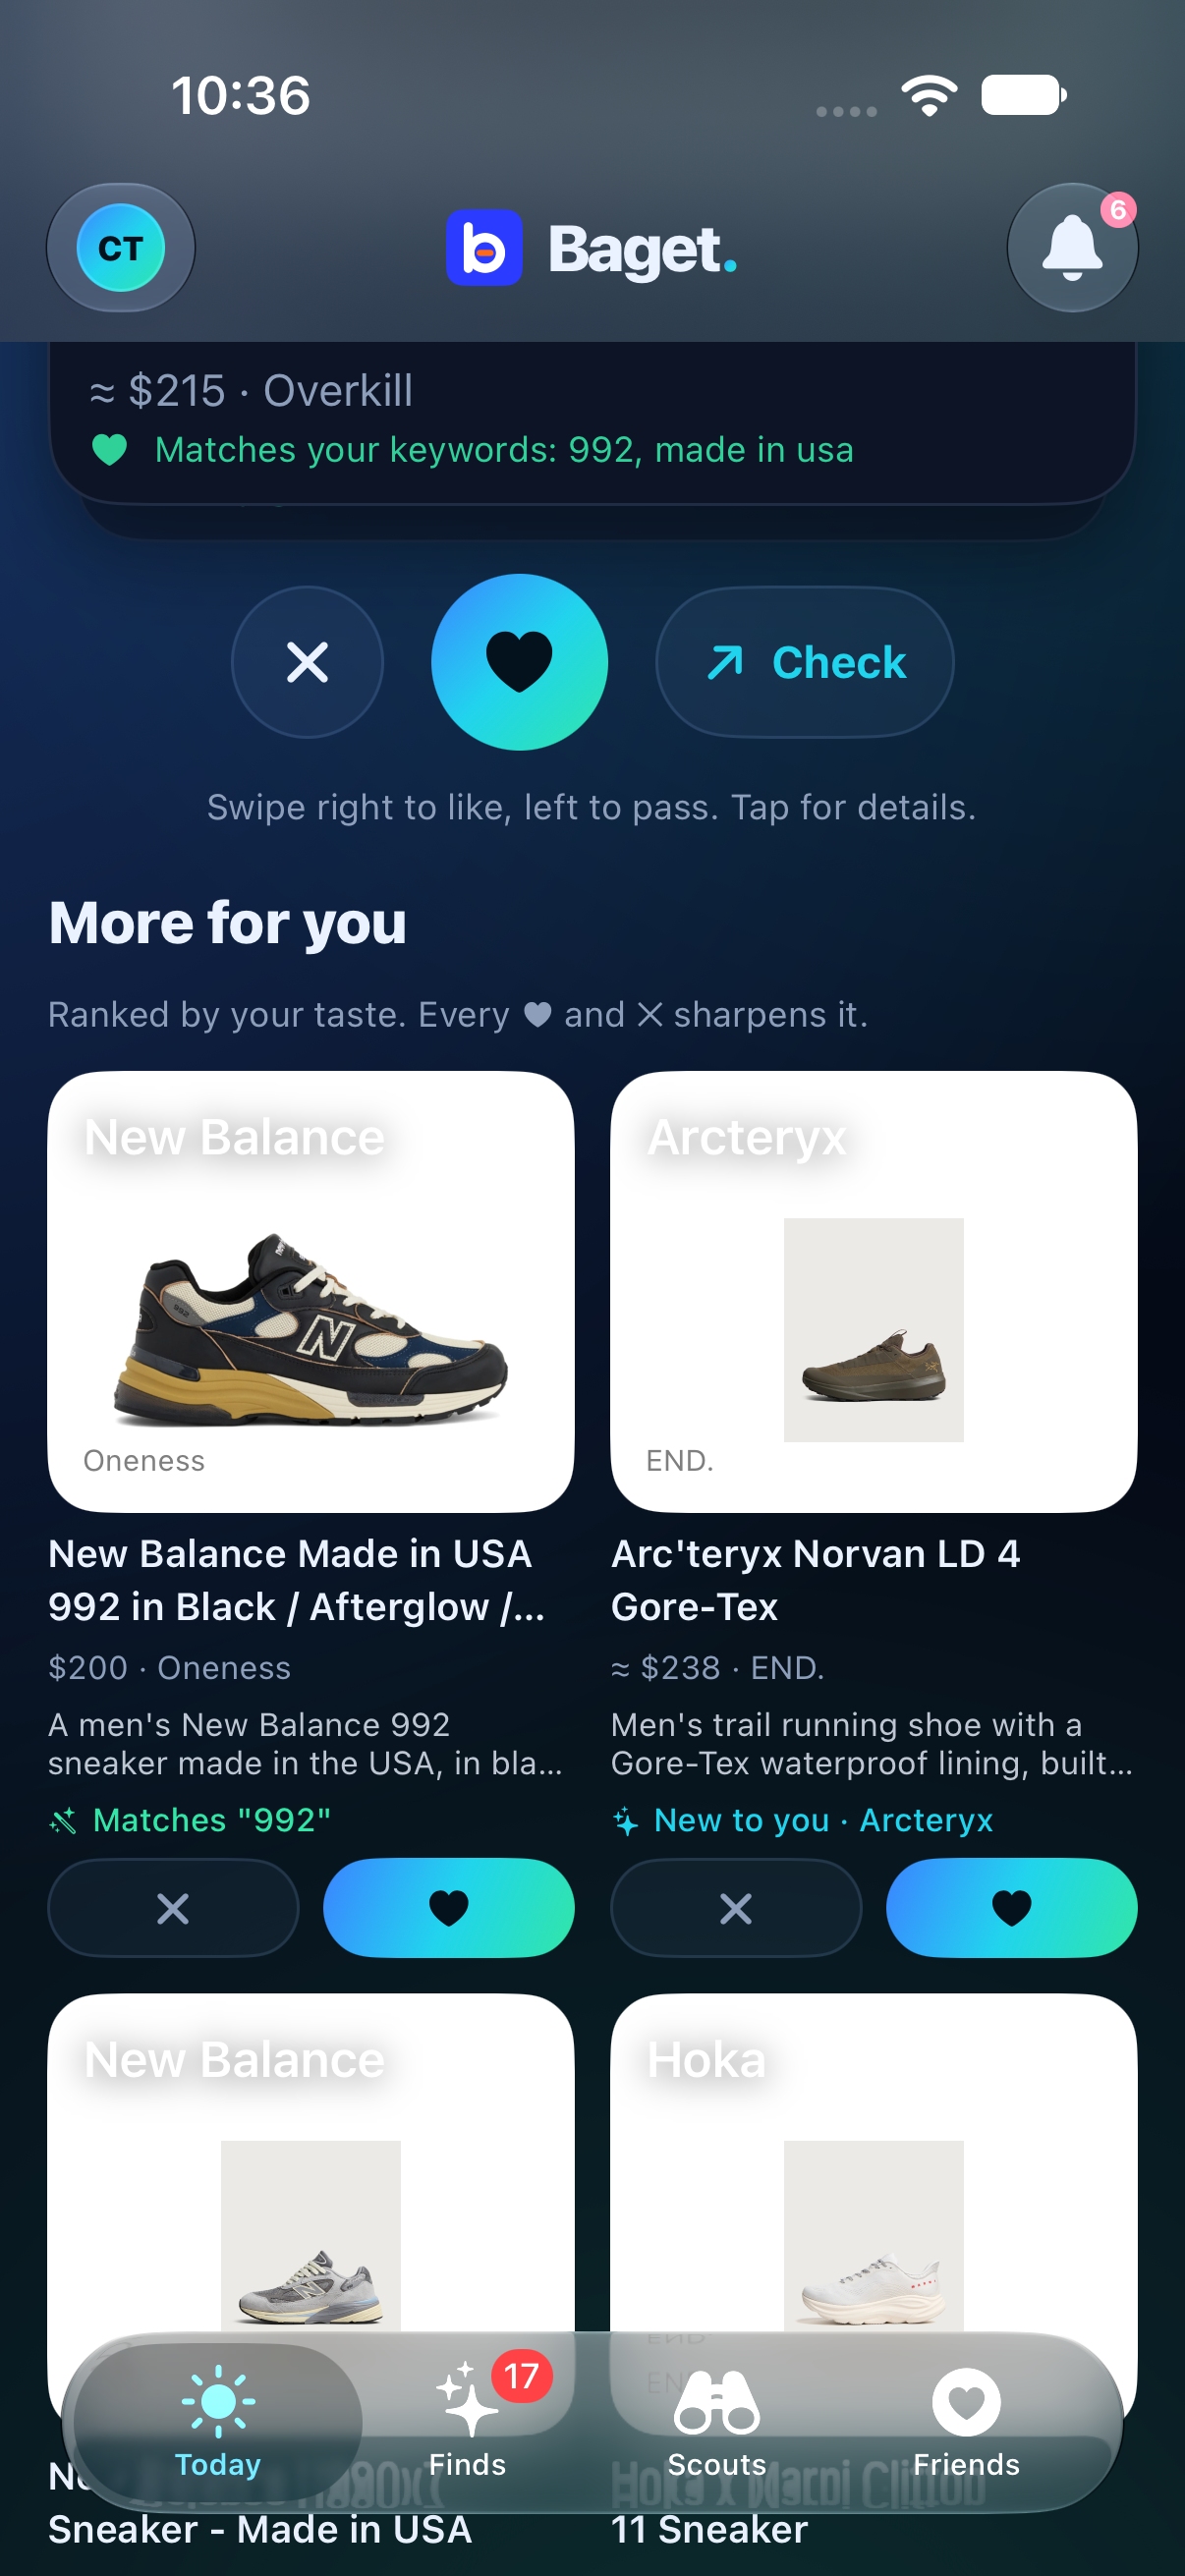 10:36
CT
Baget.
6
≈ $215 · Overkill
Matches your keywords: 992, made in usa
Check
Swipe right to like, left to pass. Tap for details.
More for you
Ranked by your taste. Every ♥ and ✕ sharpens it.
New Balance
Oneness
New Balance Made in USA
992 in Black / Afterglow /...
$200 · Oneness
A men's New Balance 992
sneaker made in the USA, in bla...
Matches "992"
Arcteryx
END.
Arc'teryx Norvan LD 4
Gore-Tex
≈ $238 · END.
Men's trail running shoe with a
Gore-Tex waterproof lining, built...
New to you · Arcteryx
New Balance
Sneaker - Made in USA
Hoka
11 Sneaker
Today
Finds
17
Scouts
Friends